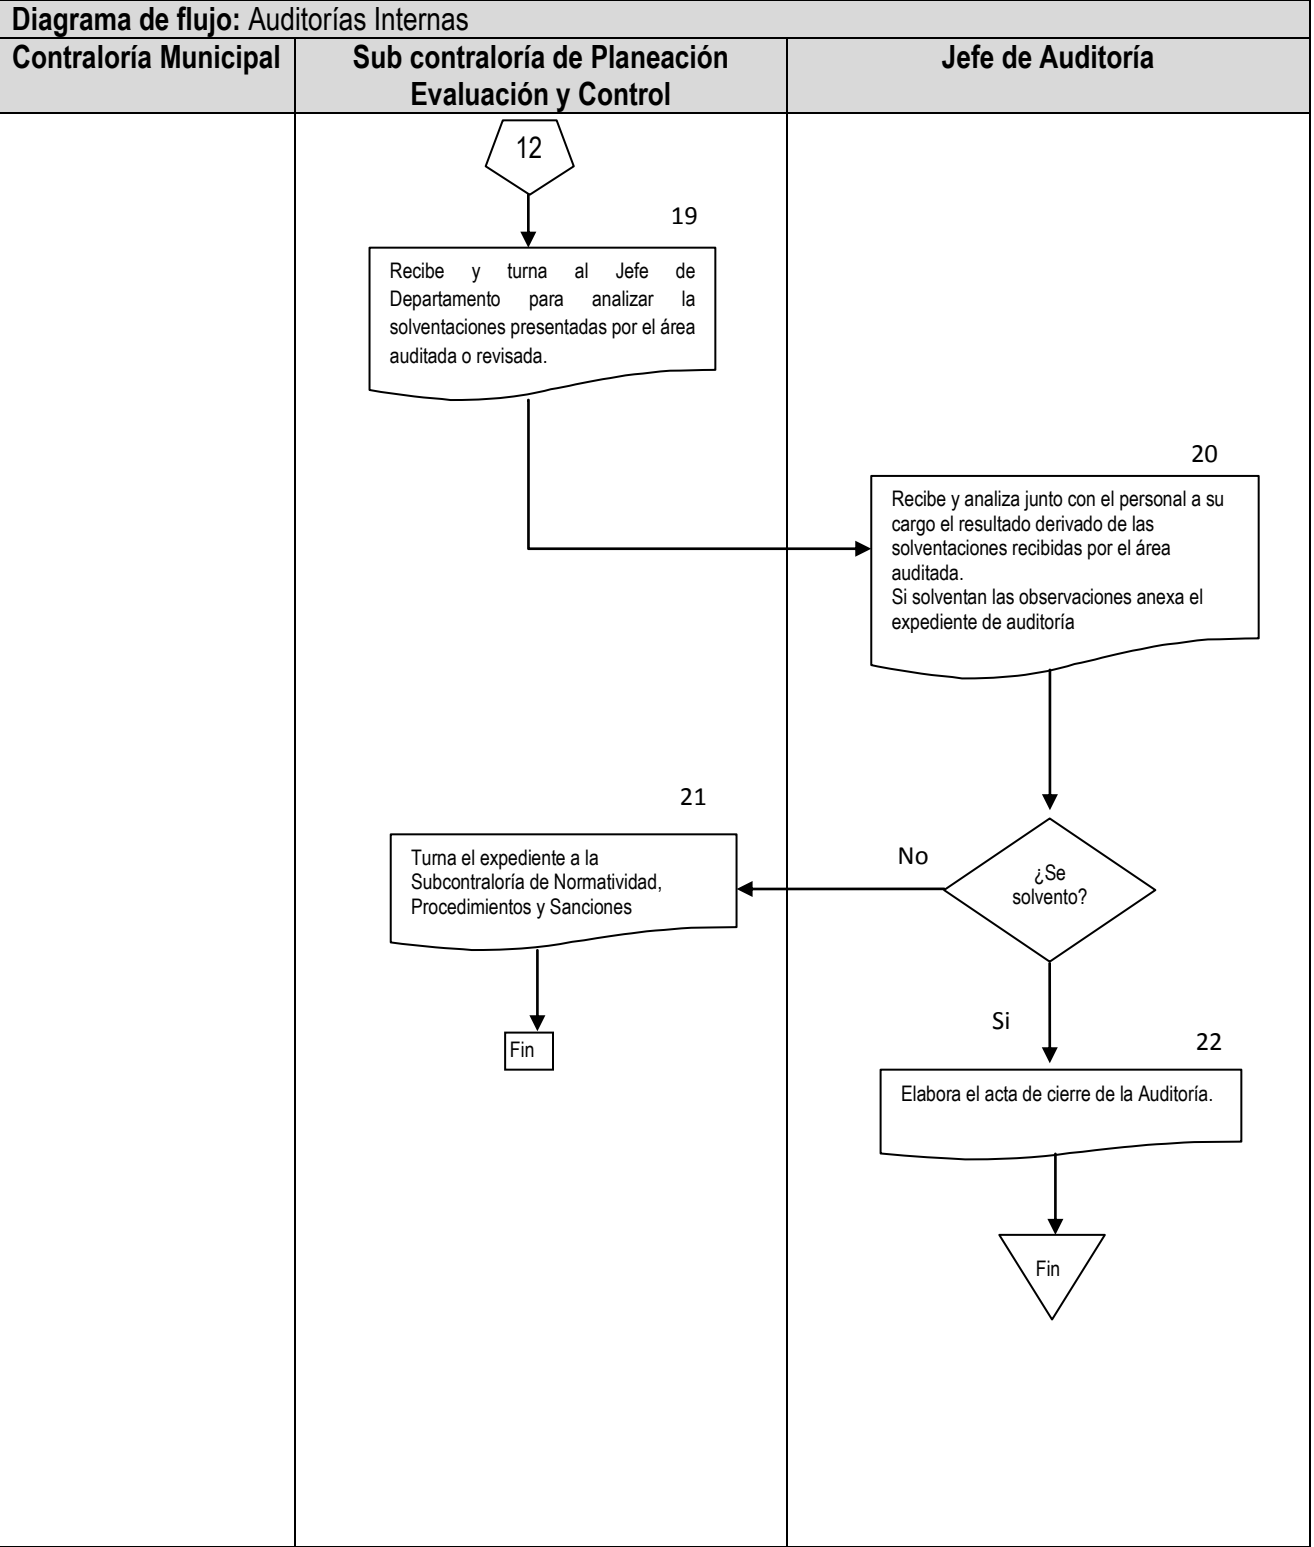 Diagrama de flujo: Auditorías Internas
Contraloría Municipal
Sub contraloría de Planeación
Evaluación y Control
Jefe de Auditoría
12
19
Recibe y turna al Jefe de
Departamento para analizar la
solventaciones presentadas por el área
auditada o revisada.
20
Recibe y analiza junto con el personal a su
cargo el resultado derivado de las
solventaciones recibidas por el área
auditada.
Si solventan las observaciones anexa el
expediente de auditoría
21
Turna el expediente a la
Subcontraloría de Normatividad,
Procedimientos y Sanciones
No
¿Se
solvento?
Fin
Si
22
Elabora el acta de cierre de la Auditoría.
Fin